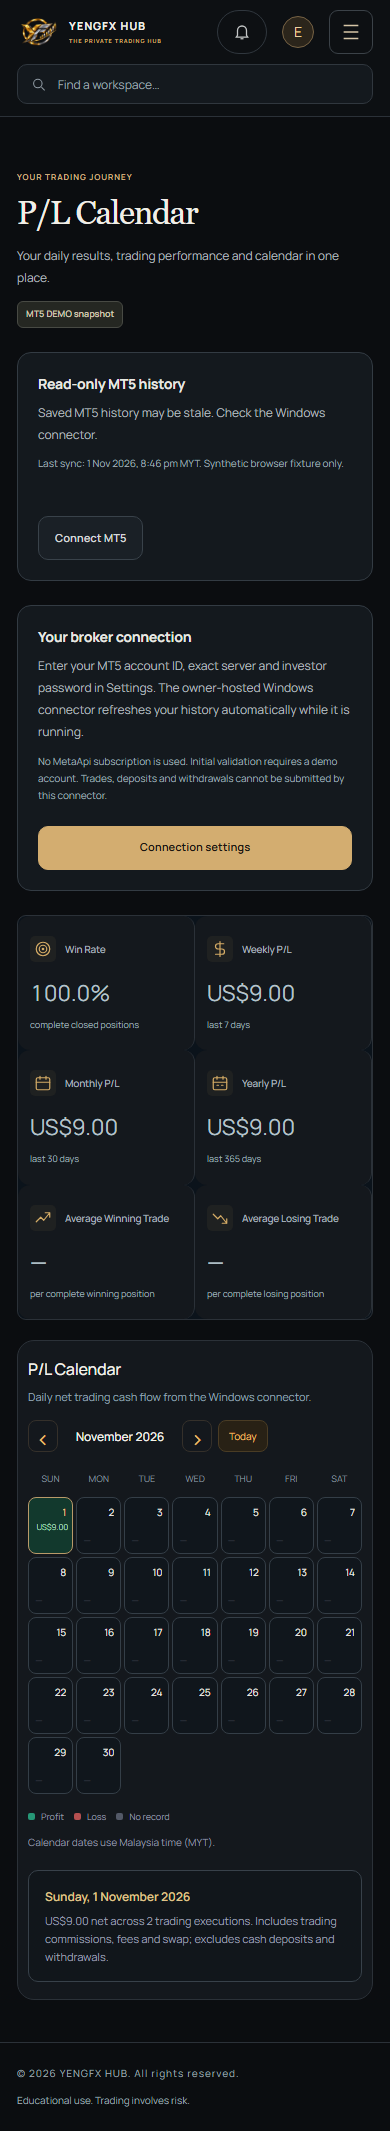 YENGFX HUB
THE PRIVATE TRADING HUB
E
Find a workspace...
YOUR TRADING JOURNEY
P/L Calendar
Your daily results, trading performance and calendar in one
place.
MT5 DEMO snapshot
Read-only MT5 history
Saved MT5 history may be stale. Check the Windows
connector.
Last sync: 1 Nov 2026, 8:46 pm MYT. Synthetic browser fixture only.
Connect MT5
Your broker connection
Enter your MT5 account ID, exact server and investor
password in Settings. The owner-hosted Windows
connector refreshes your history automatically while it is
running.
No MetaApi subscription is used. Initial validation requires a demo
account. Trades, deposits and withdrawals cannot be submitted by
this connector.
Connection settings
Win Rate
100.0%
complete closed positions
Weekly P/L
US$9.00
last 7 days
Monthly P/L
US$9.00
last 30 days
Yearly P/L
US$9.00
last 365 days
Average Winning Trade
—
per complete winning position
Average Losing Trade
—
per complete losing position
P/L Calendar
Daily net trading cash flow from the Windows connector.
November 2026
Today
SUN MON TUE WED THU FRI SAT
1 2 3 4 5 6 7
US$9.00 — — — — — —
8 9 10 11 12 13 14
— — — — — — —
15 16 17 18 19 20 21
— — — — — — —
22 23 24 25 26 27 28
— — — — — — —
29 30
— —
Profit Loss No record
Calendar dates use Malaysia time (MYT).
Sunday, 1 November 2026
US$9.00 net across 2 trading executions. Includes trading
commissions, fees and swap; excludes cash deposits and
withdrawals.
© 2026 YENGFX HUB. All rights reserved.
Educational use. Trading involves risk.